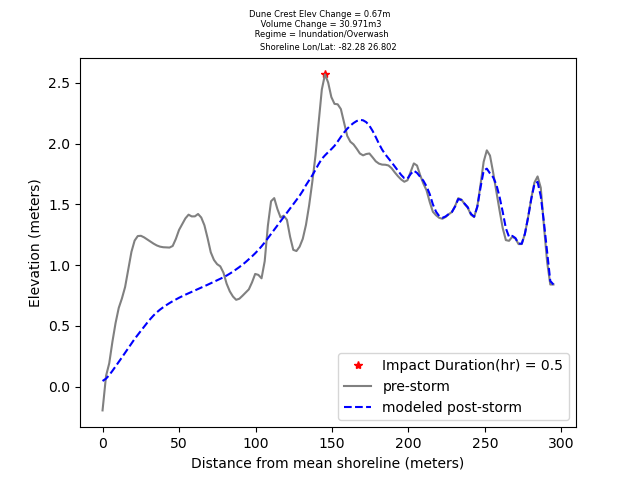 Dune Crest Elev Change = 0.67m
Volume Change = 30.971m3
Regime = Inundation/Overwash
Shoreline Lon/Lat: -82.28 26.802
2.5
2.0
1.5
1.0
0.5
0.0
Elevation (meters)
Impact Duration(hr) = 0.5
pre-storm
modeled post-storm
0 50 100 150 200 250 300
Distance from mean shoreline (meters)